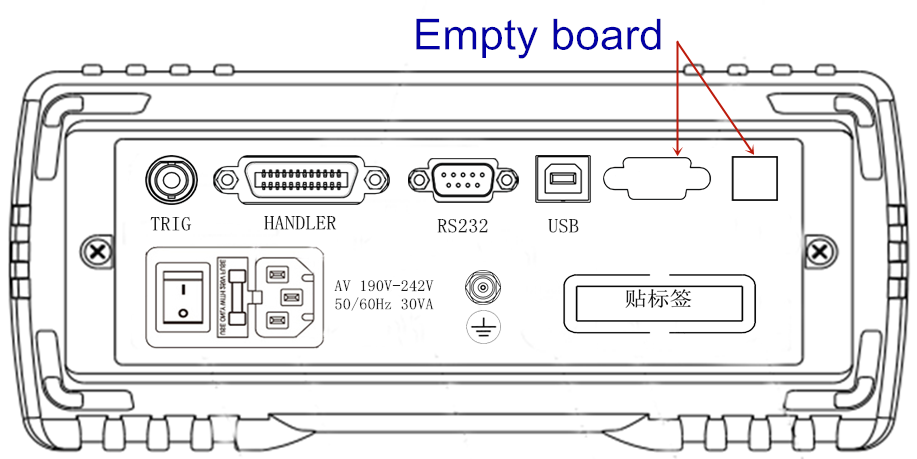 Empty board
TRIG
HANDLER
RS232
USB
AV 190V-242V
50/60Hz 30VA
贴标签